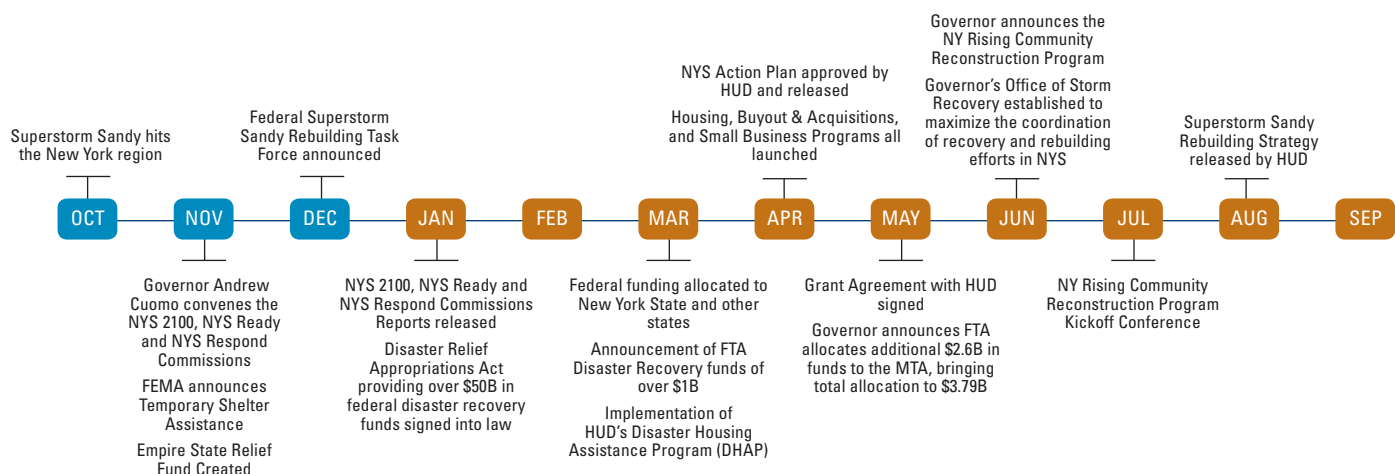 Superstorm Sandy hits
the New York region
Federal Superstorm
Sandy Rebuilding Task
Force announced
NYS Action Plan approved by
HUD and released
Housing, Buyout & Acquisitions,
and Small Business Programs all
launched
Governor announces the
NY Rising Community
Reconstruction Program
Governor’s Office of Storm
Recovery established to
maximize the coordination
of recovery and rebuilding
efforts in NYS
Superstorm Sandy
Rebuilding Strategy
released by HUD
OCT
NOV
DEC
JAN
FEB
MAR
APR
MAY
JUN
JUL
AUG
SEP
Governor Andrew
Cuomo convenes the
NYS 2100, NYS Ready
and NYS Respond
Commissions
FEMA announces
Temporary Shelter
Assistance
Empire State Relief
Fund Created
NYS 2100, NYS Ready and
NYS Respond Commissions
Reports released
Disaster Relief
Appropriations Act
providing over $50B in
federal disaster recovery
funds signed into law
Federal funding allocated to
New York State and other
states
Announcement of FTA
Disaster Recovery funds of
over $1B
Implementation of
HUD’s Disaster Housing
Assistance Program (DHAP)
Grant Agreement with HUD
signed
Governor announces FTA
allocates additional $2.6B in
funds to the MTA, bringing
total allocation to $3.79B
NY Rising Community
Reconstruction Program
Kickoff Conference